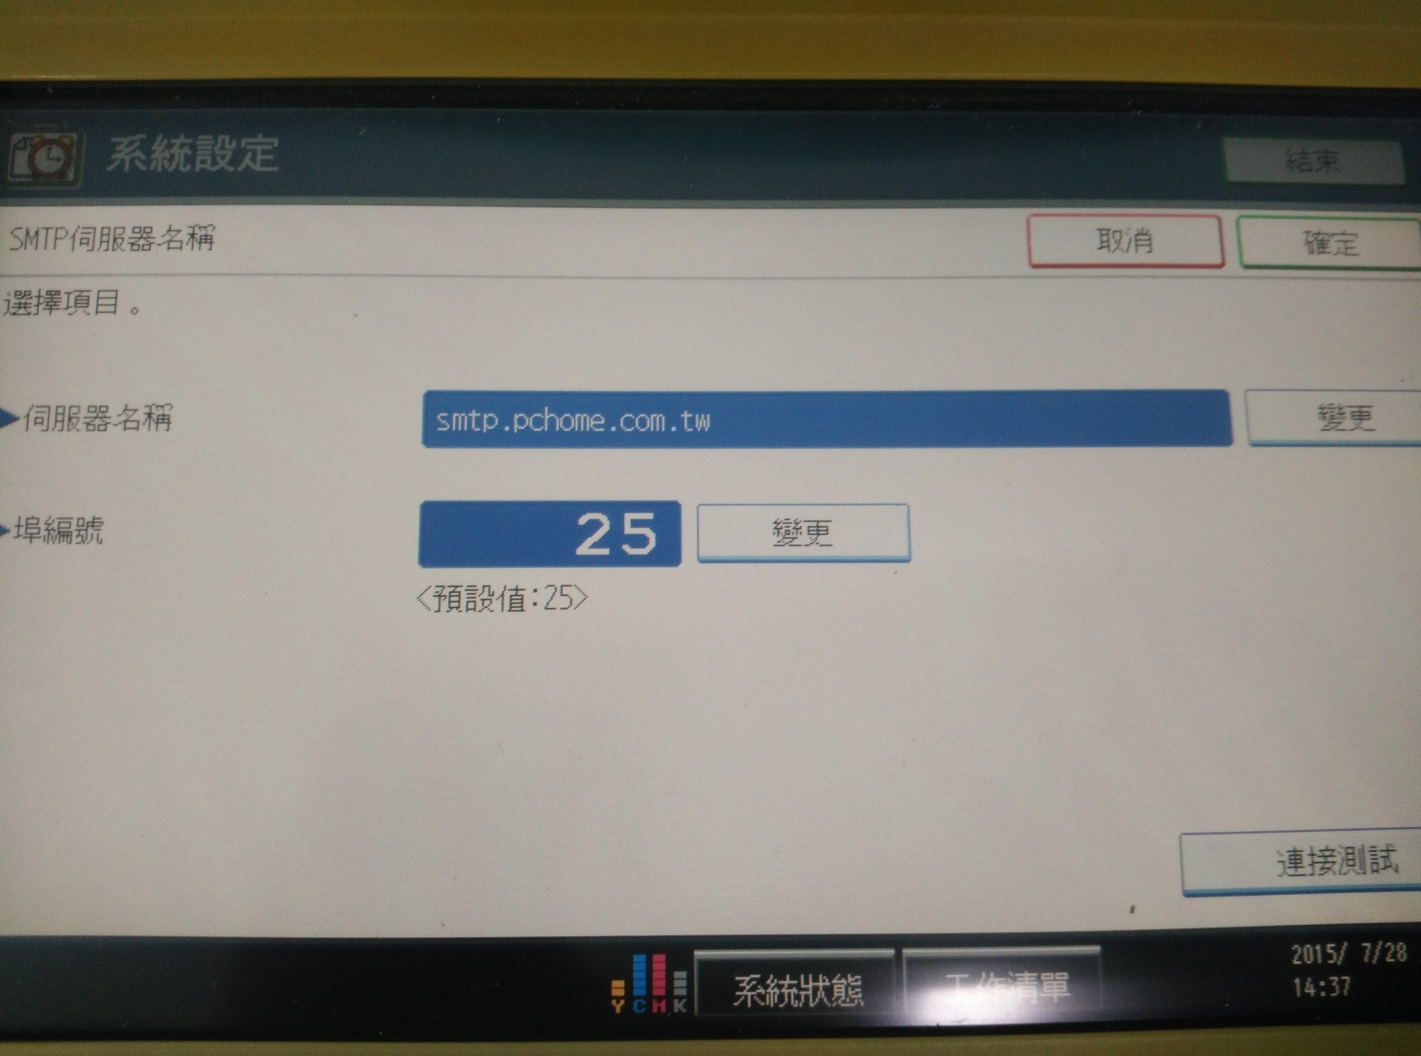 系統設定
結束
SMTP伺服器名稱
取消
確定
選擇項目。
伺服器名稱
smtp.pchome.com.tw
變更
埠編號
25
變更
<預設值:25>
連接測試
Y C M K
系統狀態
工作清單
2015/ 7/28
14:37